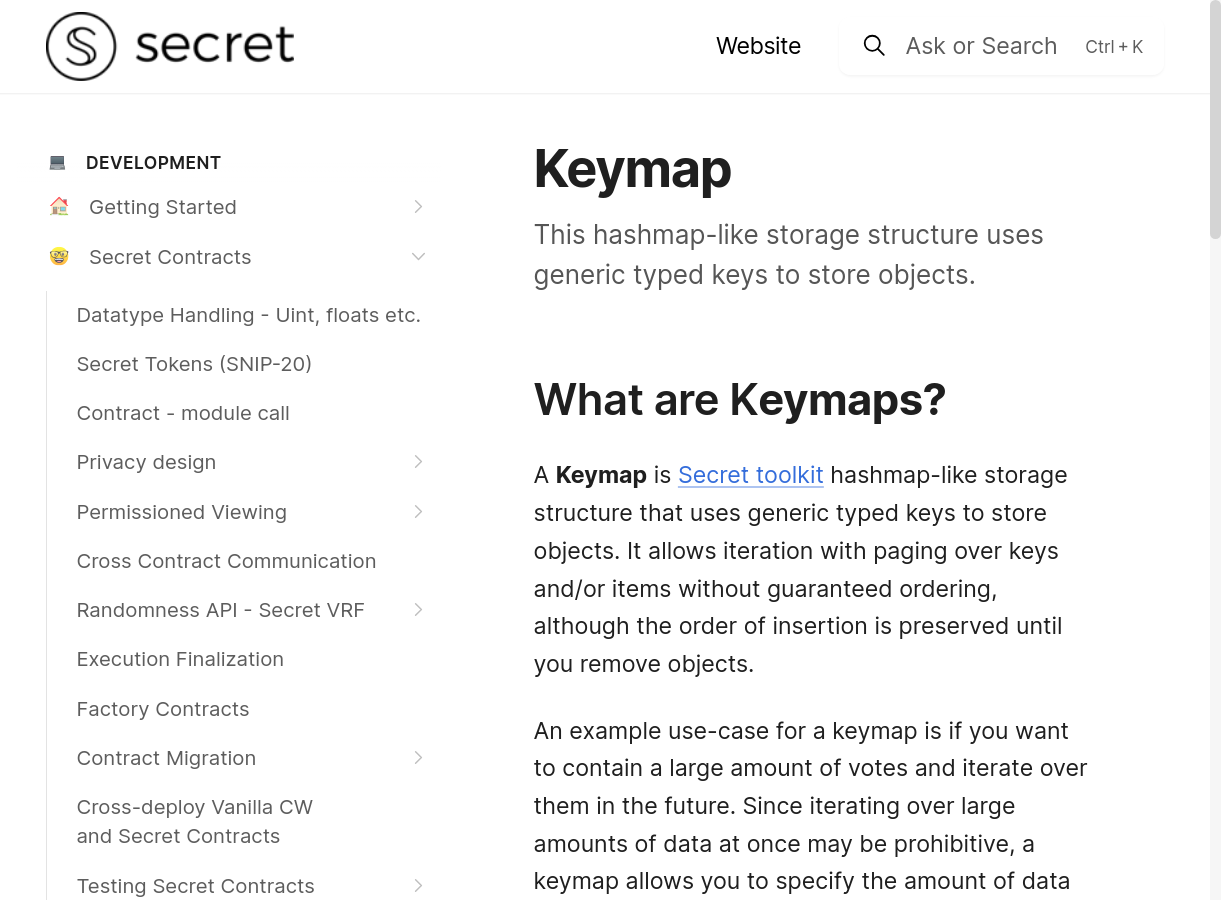 secret
Website
Ask or Search
Ctrl + K
DEVELOPMENT
Getting Started
Secret Contracts
Datatype Handling - Uint, floats etc.
Secret Tokens (SNIP-20)
Contract - module call
Privacy design
Permissioned Viewing
Cross Contract Communication
Randomness API - Secret VRF
Execution Finalization
Factory Contracts
Contract Migration
Cross-deploy Vanilla CW
and Secret Contracts
Testing Secret Contracts
Keymap
This hashmap-like storage structure uses
generic typed keys to store objects.
What are Keymaps?
A Keymap is Secret toolkit hashmap-like storage
structure that uses generic typed keys to store
objects. It allows iteration with paging over keys
and/or items without guaranteed ordering,
although the order of insertion is preserved until
you remove objects.
An example use-case for a keymap is if you want
to contain a large amount of votes and iterate over
them in the future. Since iterating over large
amounts of data at once may be prohibitive, a
keymap allows you to specify the amount of data